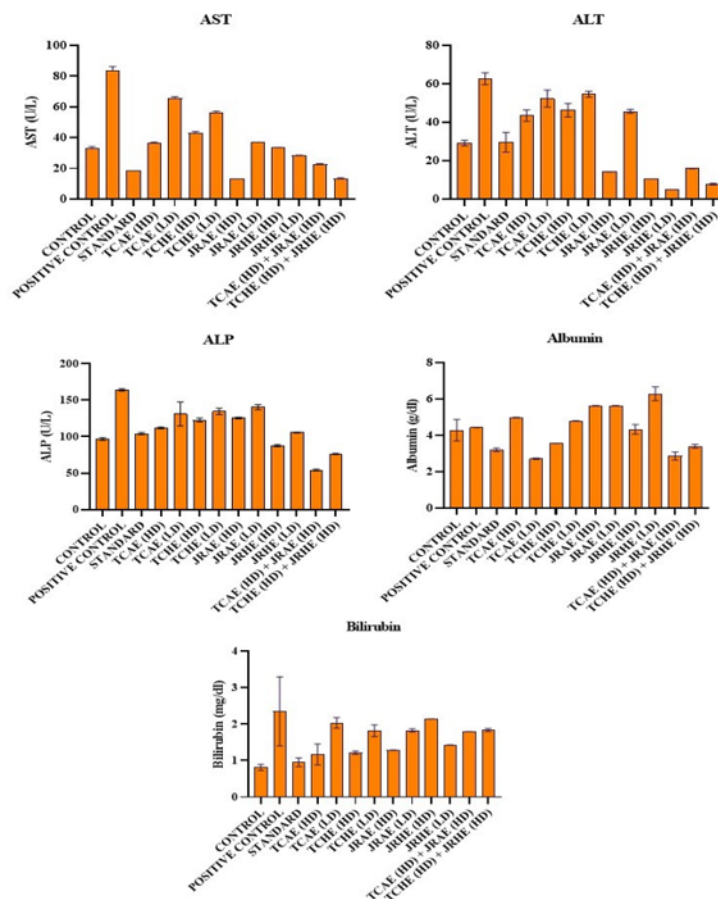 AST
AST (U/L)
100
80
60
40
20
0
CONTROL
POSITIVE CONTROL
STANDARD
TCAE (HD)
TCAE (LD)
TCHE (HD)
TCHE (LD)
JRAE (HD)
JRAE (LD)
JRHE (HD)
JRHE (LD)
TCAE (HD) + JRAE (HD)
TCHE (HD) + JRHE (HD)
ALT
ALT (U/L)
80
60
40
20
0
CONTROL
POSITIVE CONTROL
STANDARD
TCAE (HD)
TCAE (LD)
TCHE (HD)
TCHE (LD)
JRAE (HD)
JRAE (LD)
JRHE (HD)
JRHE (LD)
TCAE (HD) + JRAE (HD)
TCHE (HD) + JRHE (HD)
ALP
ALP (U/L)
200
150
100
50
0
CONTROL
POSITIVE CONTROL
STANDARD
TCAE (HD)
TCAE (LD)
TCHE (HD)
TCHE (LD)
JRAE (HD)
JRAE (LD)
JRHE (HD)
JRHE (LD)
TCAE (HD) + JRAE (HD)
TCHE (HD) + JRHE (HD)
Albumin
Albumin (g/dl)
8
6
4
2
0
CONTROL
POSITIVE CONTROL
STANDARD
TCAE (HD)
TCAE (LD)
TCHE (HD)
TCHE (LD)
JRAE (HD)
JRAE (LD)
JRHE (HD)
JRHE (LD)
TCAE (HD) + JRAE (HD)
TCHE (HD) + JRHE (HD)
Bilirubin
Bilirubin (mg/dl)
4
3
2
1
0
CONTROL
POSITIVE CONTROL
STANDARD
TCAE (HD)
TCAE (LD)
TCHE (HD)
TCHE (LD)
JRAE (HD)
JRAE (LD)
JRHE (HD)
JRHE (LD)
TCAE (HD) + JRAE (HD)
TCHE (HD) + JRHE (HD)